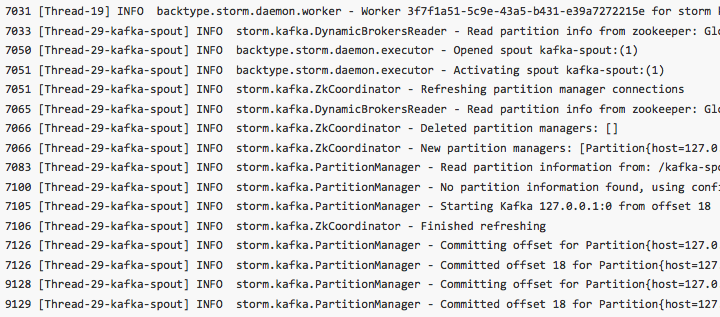 7031 [Thread-19] INFO  backtype.storm.daemon.worker - Worker 3f7f1a51-5c9e-43a5-b431-e39a7272215e for storm
7033 [Thread-29-kafka-spout] INFO  storm.kafka.DynamicBrokersReader - Read partition info from zookeeper: Glo
7050 [Thread-29-kafka-spout] INFO  backtype.storm.daemon.executor - Opened spout kafka-spout:(1)
7051 [Thread-29-kafka-spout] INFO  backtype.storm.daemon.executor - Activating spout kafka-spout:(1)
7051 [Thread-29-kafka-spout] INFO  storm.kafka.ZkCoordinator - Refreshing partition manager connections
7065 [Thread-29-kafka-spout] INFO  storm.kafka.DynamicBrokersReader - Read partition info from zookeeper: Glo
7066 [Thread-29-kafka-spout] INFO  storm.kafka.ZkCoordinator - Deleted partition managers: []
7066 [Thread-29-kafka-spout] INFO  storm.kafka.ZkCoordinator - New partition managers: [Partition{host=127.0
7083 [Thread-29-kafka-spout] INFO  storm.kafka.PartitionManager - Read partition information from: /kafka-spo
7100 [Thread-29-kafka-spout] INFO  storm.kafka.PartitionManager - No partition information found, using confi
7105 [Thread-29-kafka-spout] INFO  storm.kafka.PartitionManager - Starting Kafka 127.0.0.1:0 from offset 18
7106 [Thread-29-kafka-spout] INFO  storm.kafka.ZkCoordinator - Finished refreshing
7126 [Thread-29-kafka-spout] INFO  storm.kafka.PartitionManager - Committing offset for Partition{host=127.0
7126 [Thread-29-kafka-spout] INFO  storm.kafka.PartitionManager - Committed offset 18 for Partition{host=127
9128 [Thread-29-kafka-spout] INFO  storm.kafka.PartitionManager - Committing offset for Partition{host=127.0
9129 [Thread-29-kafka-spout] INFO  storm.kafka.PartitionManager - Committed offset 18 for Partition{host=127